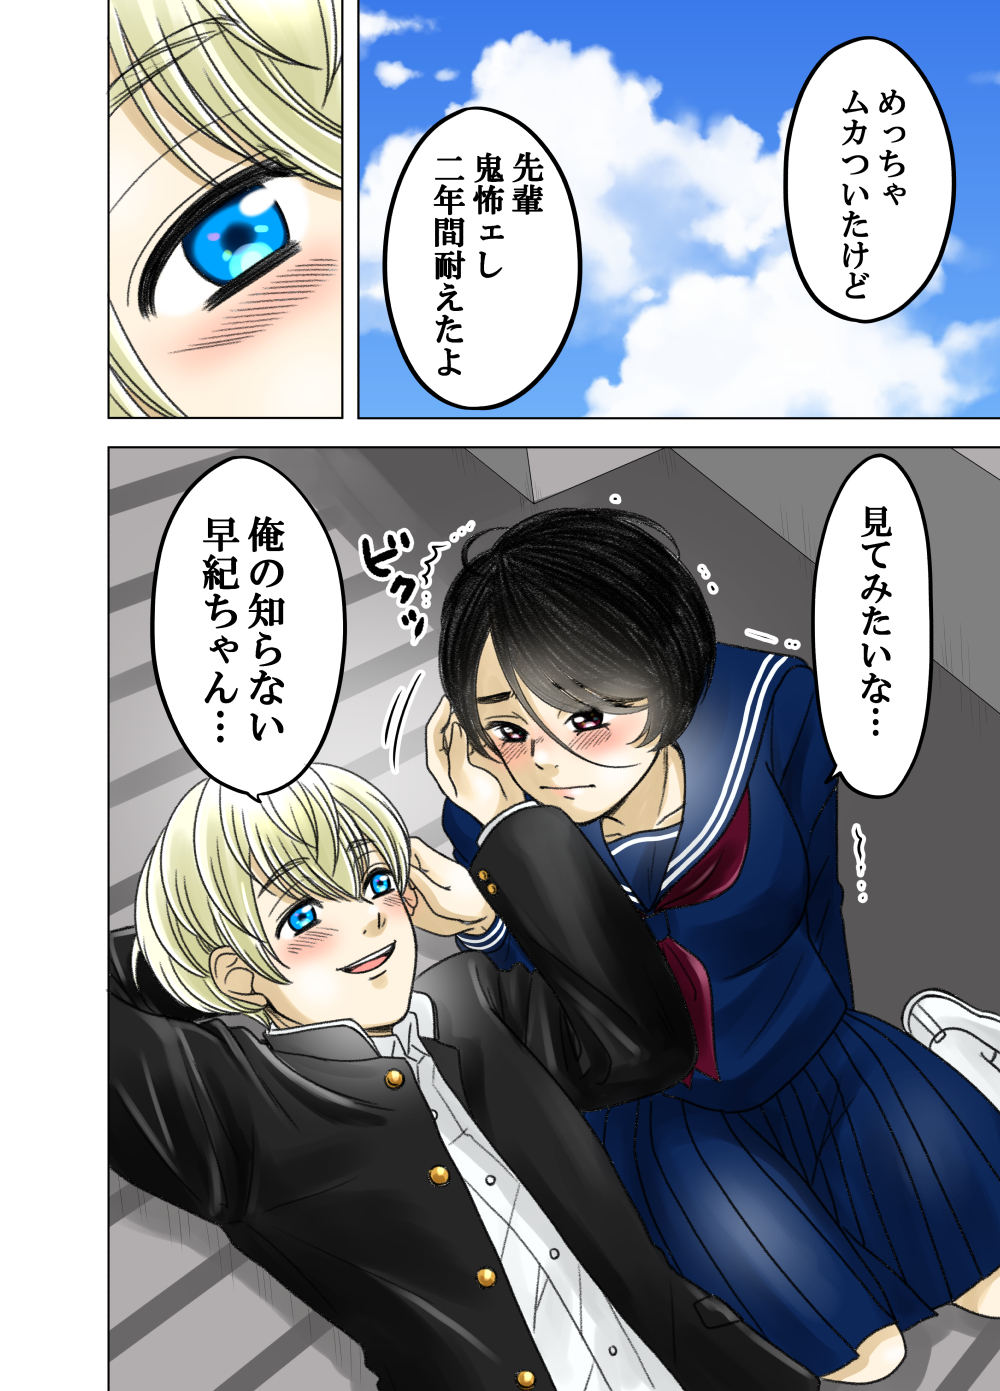 めっちゃ
ムカついたけど
先輩
鬼怖ェし
二年間耐えたよ
見てみたいな…
ビクッ
俺の知らない
早紀ちゃん…